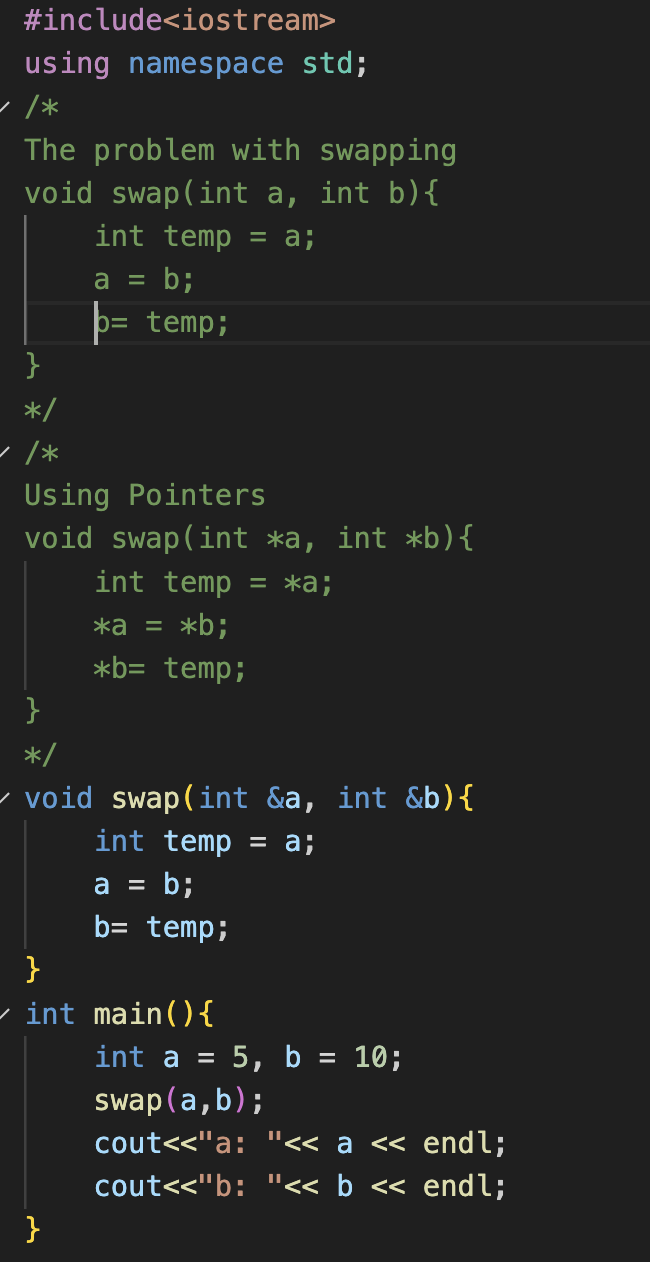 #include<iostream>
using namespace std;
/*
The problem with swapping
void swap(int a, int b){
    int temp = a;
    a = b;
    b= temp;
}
*/
/*
Using Pointers
void swap(int *a, int *b){
    int temp = *a;
    *a = *b;
    *b= temp;
}
*/
void swap(int &a, int &b){
    int temp = a;
    a = b;
    b= temp;
}
int main(){
    int a = 5, b = 10;
    swap(a,b);
    cout<<"a: "<< a << endl;
    cout<<"b: "<< b << endl;
}